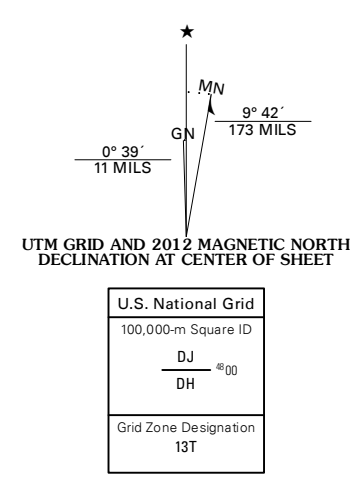 ★
MN
GN
9° 42´
173 MILS
0° 39´
11 MILS
UTM GRID AND 2012 MAGNETIC NORTH
DECLINATION AT CENTER OF SHEET
U.S. National Grid
100,000-m Square ID
DJ
4800
DH
Grid Zone Designation
13T